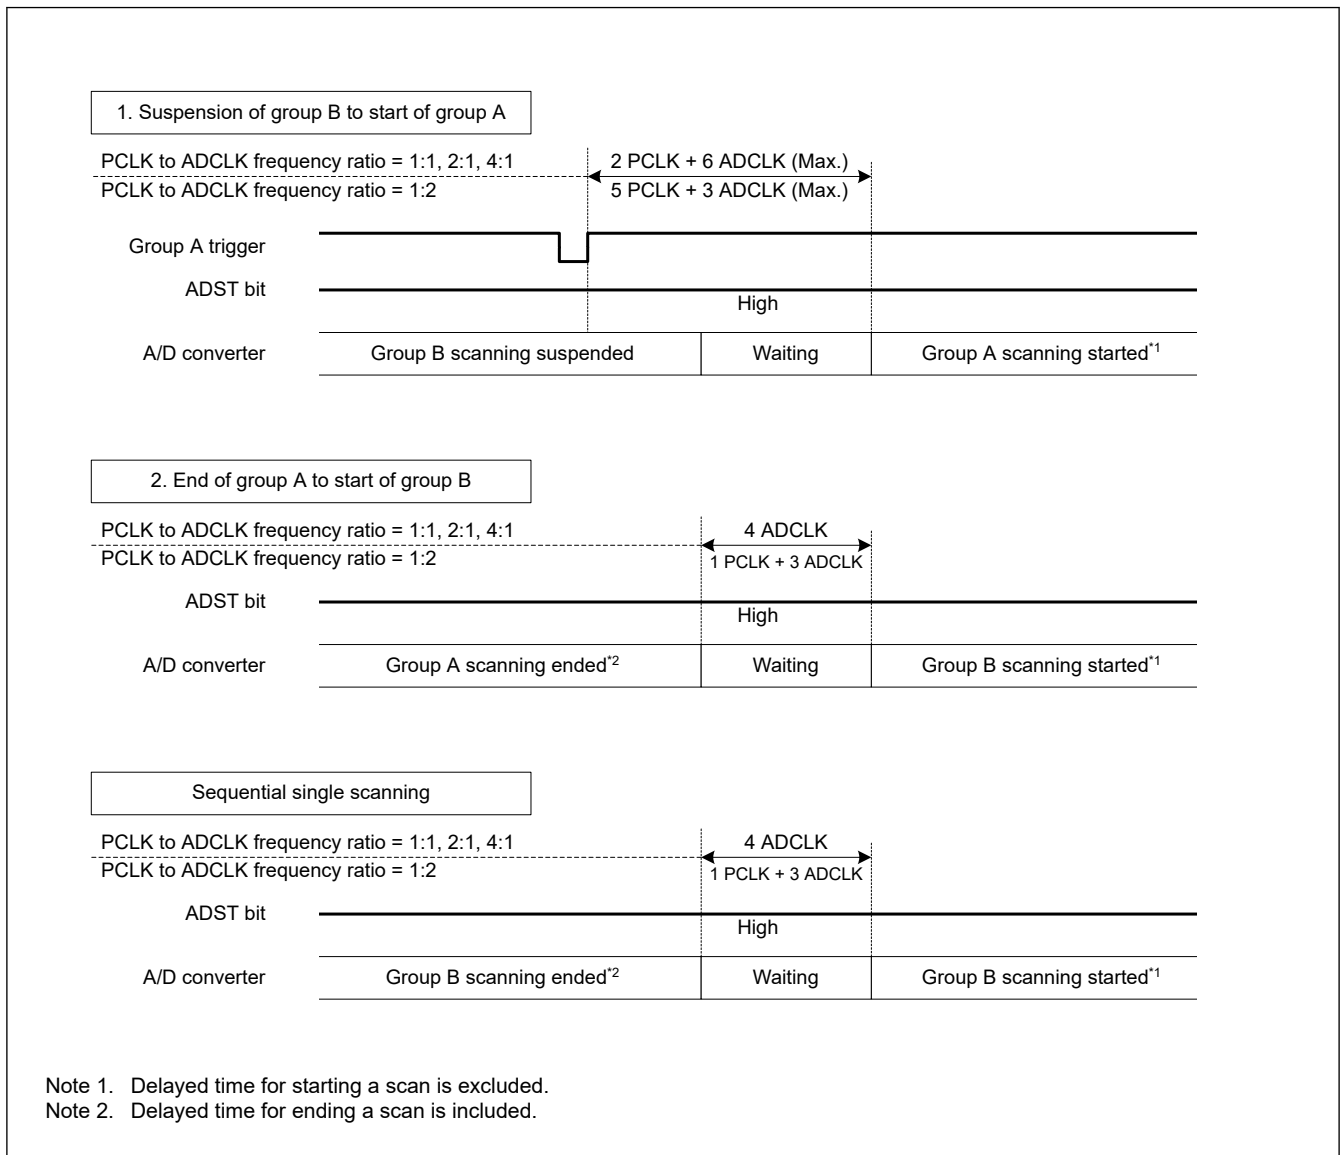 1. Suspension of group B to start of group A
PCLK to ADCLK frequency ratio = 1:1, 2:1, 4:1
2 PCLK + 6 ADCLK (Max.)
PCLK to ADCLK frequency ratio = 1:2
5 PCLK + 3 ADCLK (Max.)
Group A trigger
ADST bit
High
A/D converter
Group B scanning suspended
Waiting
Group A scanning started*1
2. End of group A to start of group B
PCLK to ADCLK frequency ratio = 1:1, 2:1, 4:1
4 ADCLK
PCLK to ADCLK frequency ratio = 1:2
1 PCLK + 3 ADCLK
ADST bit
High
A/D converter
Group A scanning ended*2
Waiting
Group B scanning started*1
Sequential single scanning
PCLK to ADCLK frequency ratio = 1:1, 2:1, 4:1
4 ADCLK
PCLK to ADCLK frequency ratio = 1:2
1 PCLK + 3 ADCLK
ADST bit
High
A/D converter
Group B scanning ended*2
Waiting
Group B scanning started*1
Note 1. Delayed time for starting a scan is excluded.
Note 2. Delayed time for ending a scan is included.